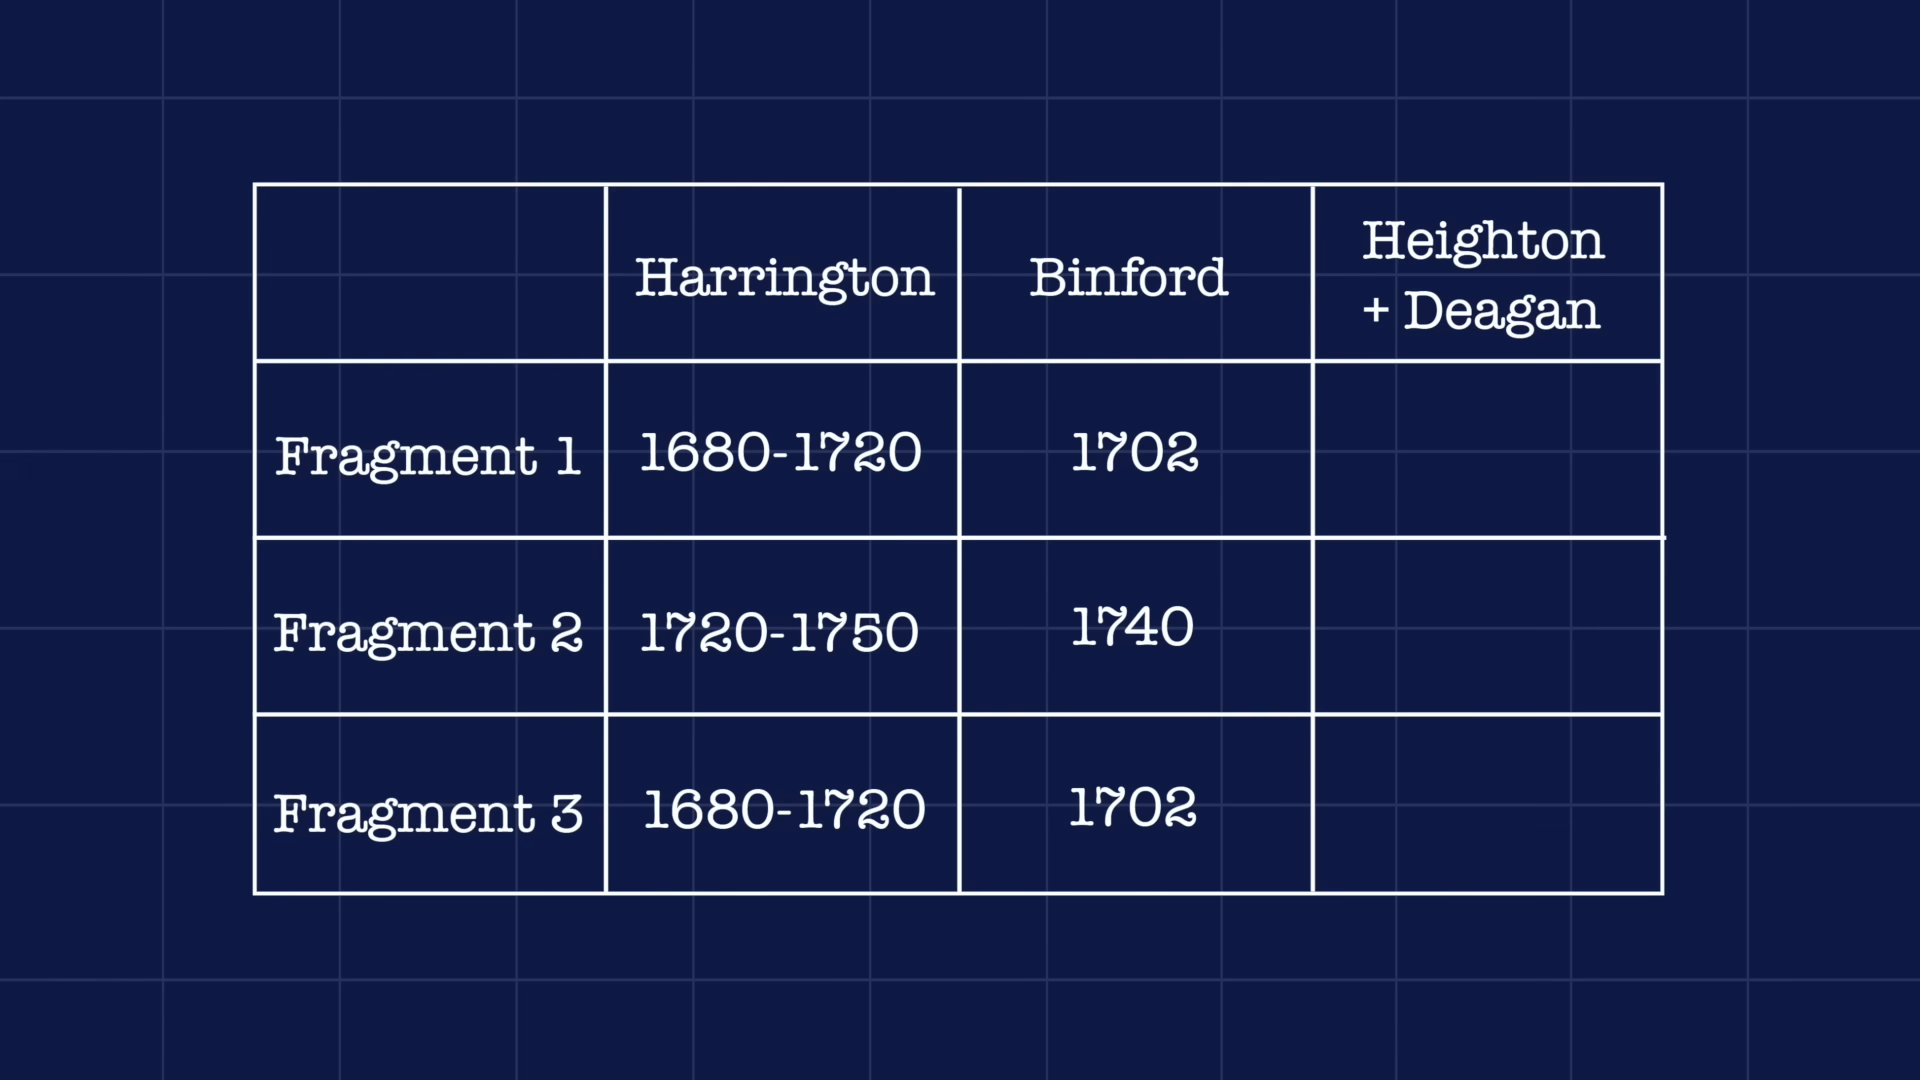 Harrington
Binford
Heighton
+ Deagan
Fragment 1
1680-1720
1702
Fragment 2
1720-1750
1740
Fragment 3
1680-1720
1702